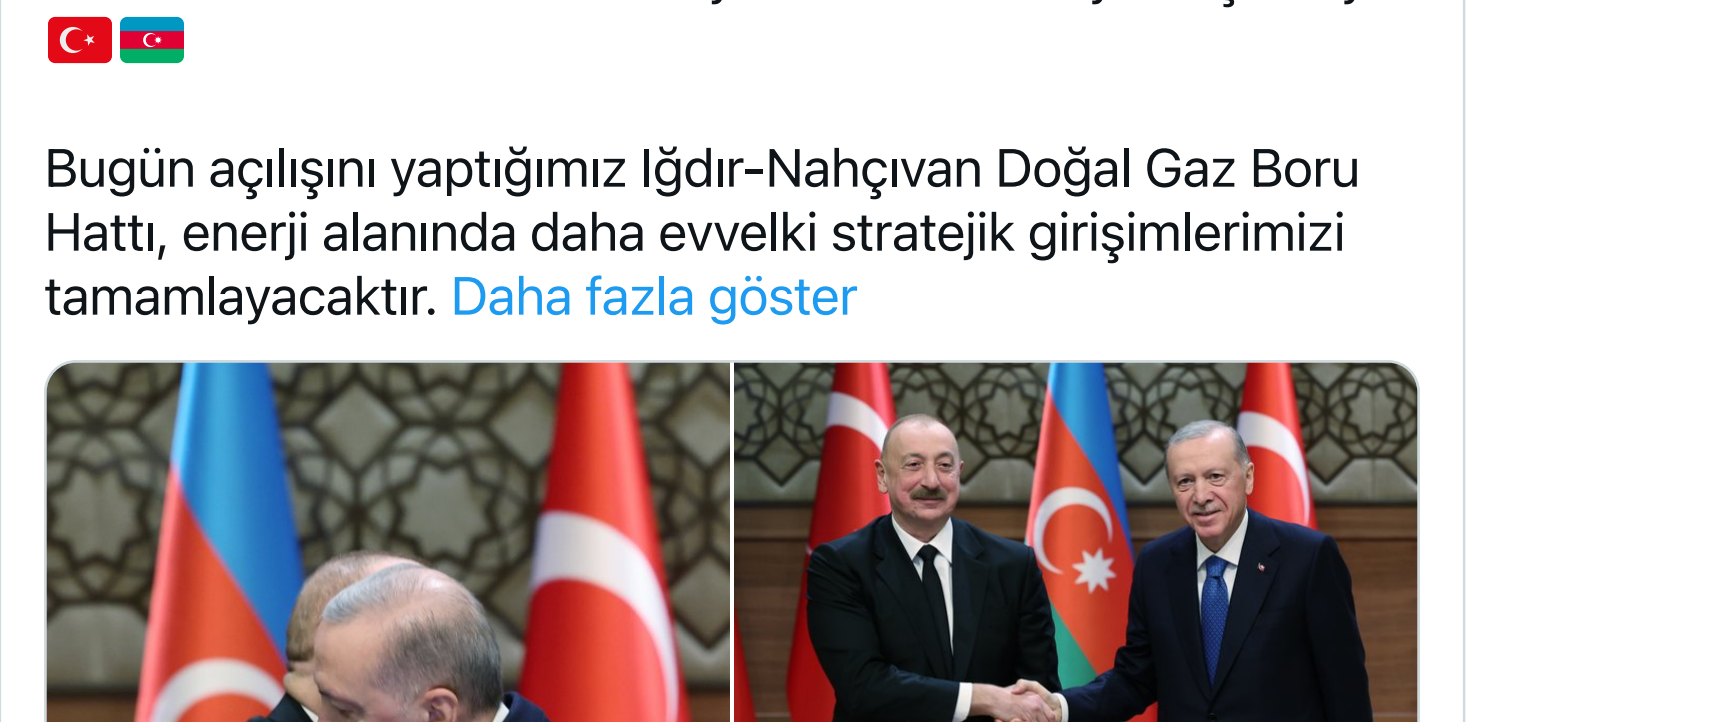 Bugün açılışını yaptığımız Iğdır-Nahçıvan Doğal Gaz Boru
Hattı, enerji alanında daha evvelki stratejik girişimlerimizi
tamamlayacaktır. Daha fazla göster